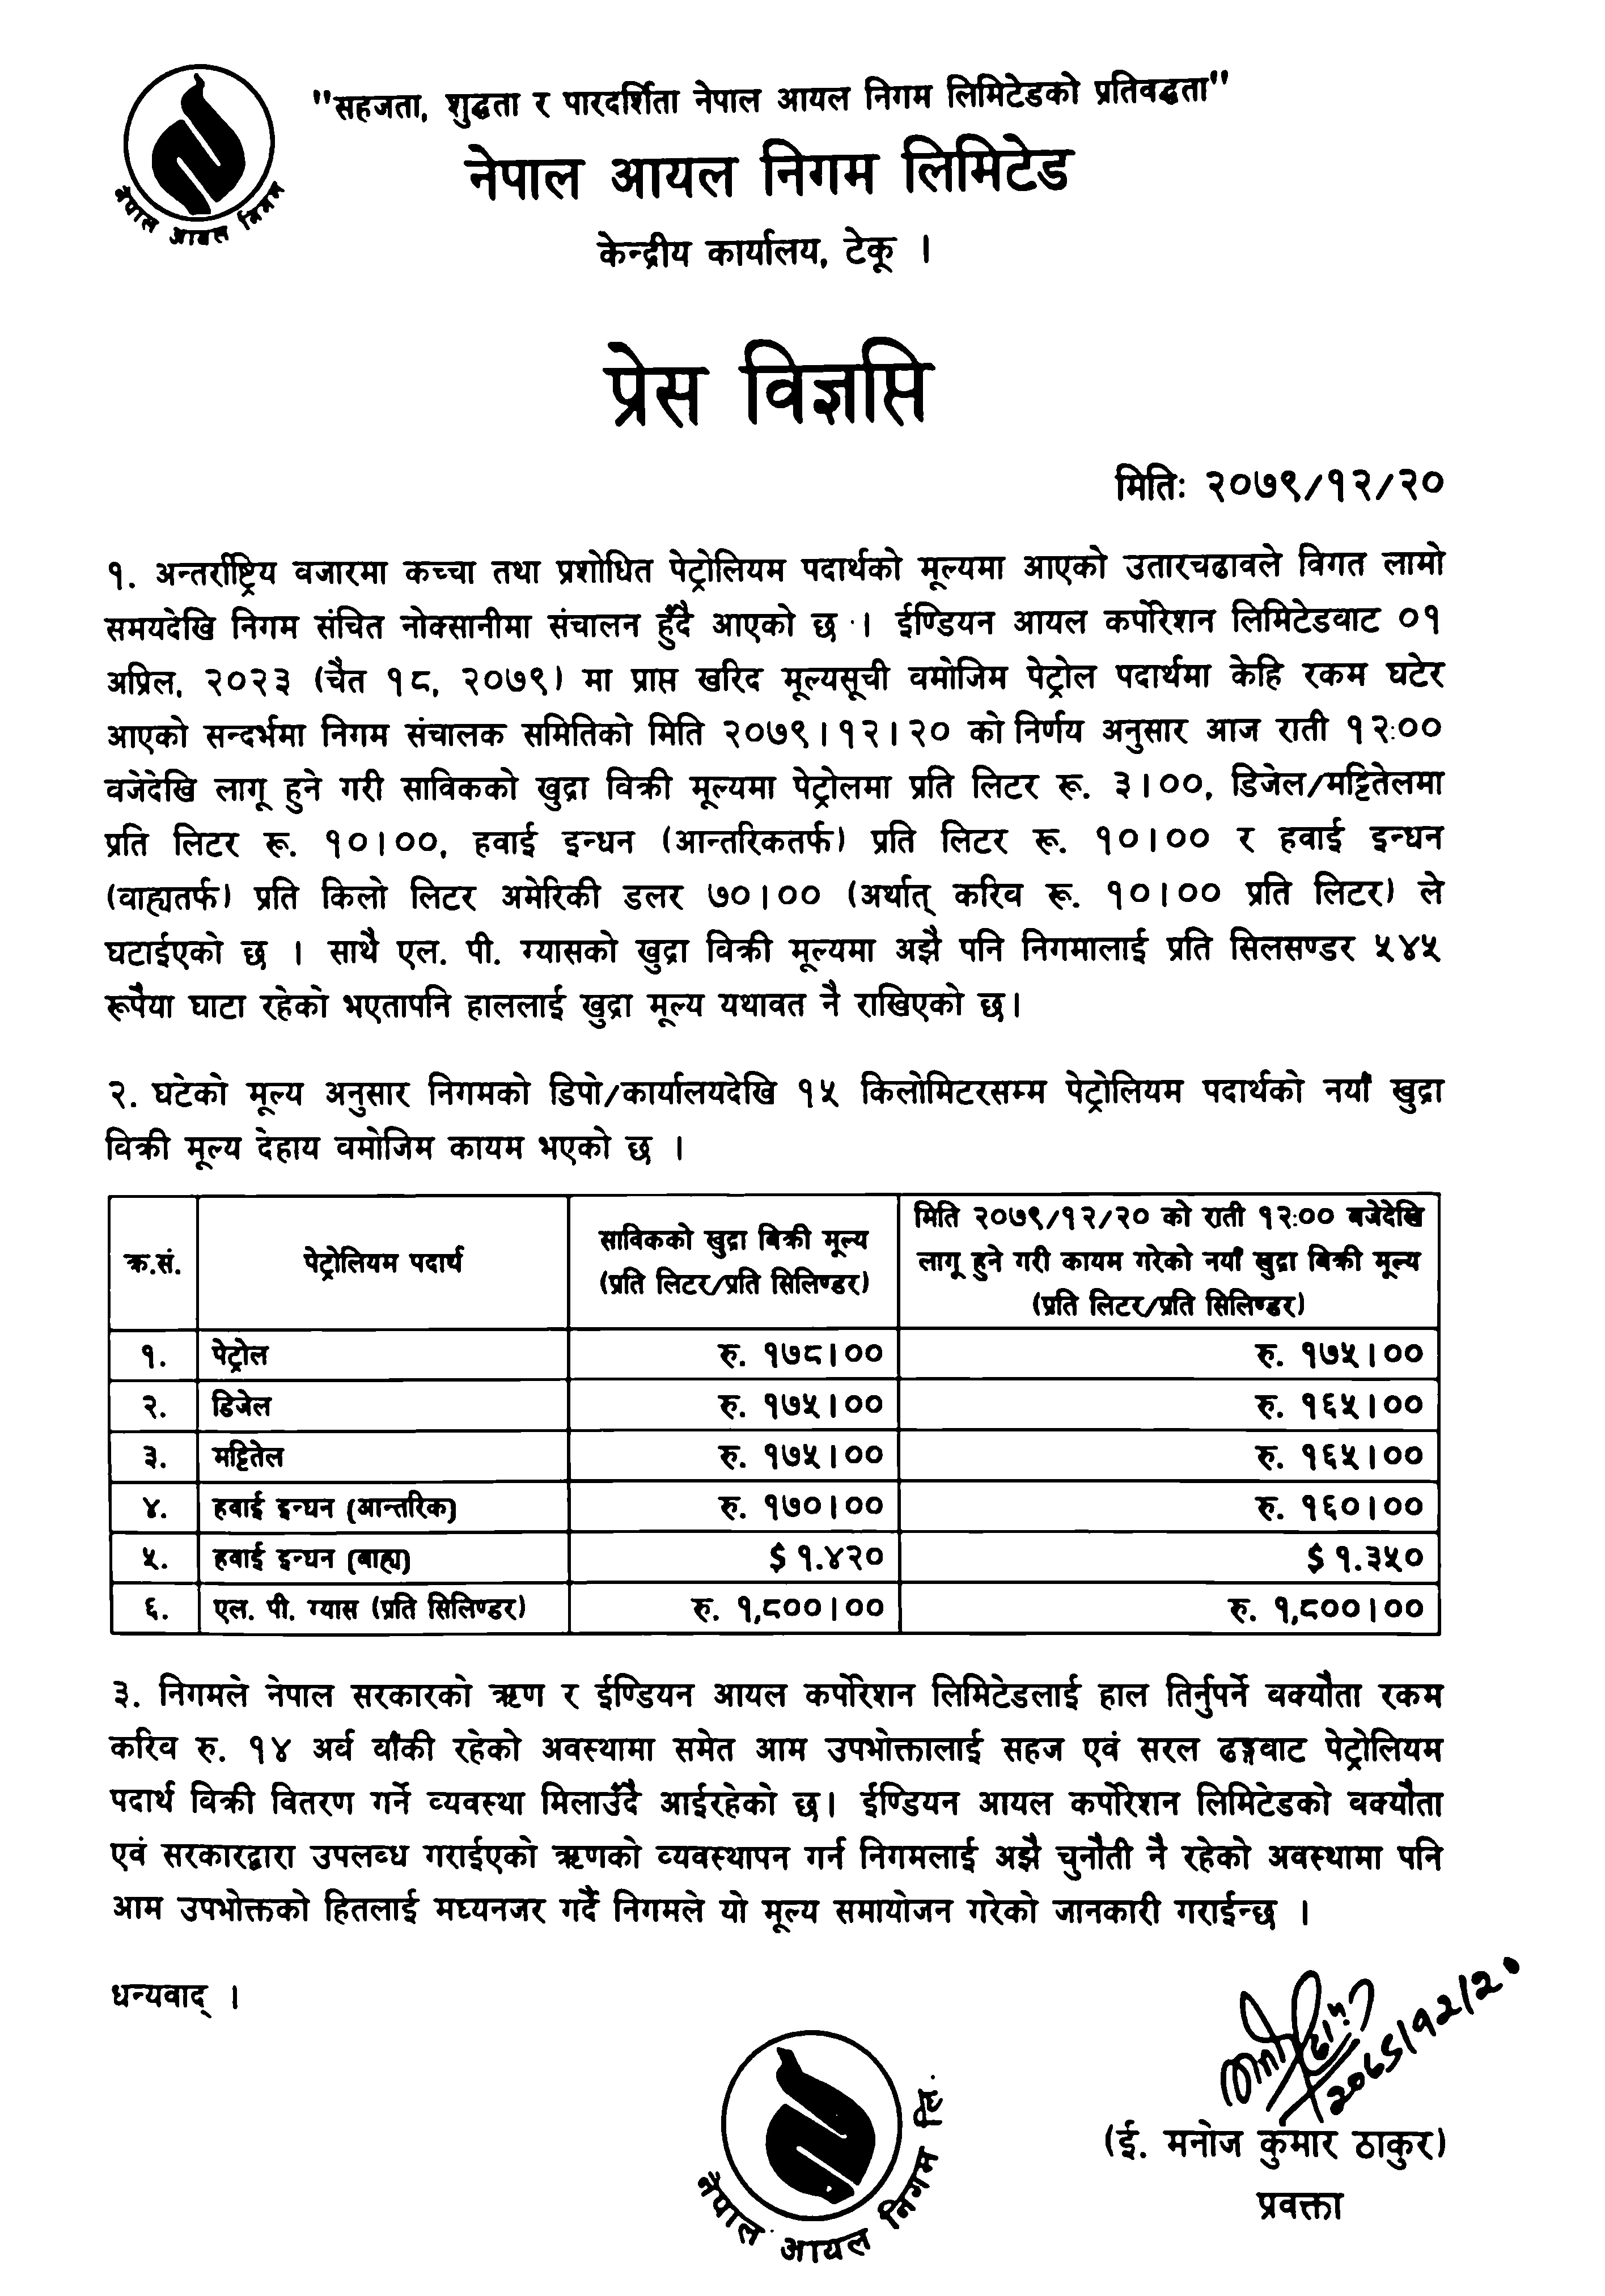 "सहजता, शुद्धता र पारदर्शिता नेपाल आयल निगम लिमिटेडको प्रतिवद्धता"
नेपाल आयल निगम लिमिटेड
नेपाल आयल निगम
केन्द्रीय कार्यालय, टेकू ।
प्रेस विज्ञप्ति
मितिः २०७९/१२/२०
१. अन्तर्राष्ट्रिय वजारमा कच्चा तथा प्रशोधित पेट्रोलियम पदार्थको मूल्यमा आएको उतारचढावले विगत लामो
समयदेखि निगम संचित नोक्सानीमा संचालन हुँदै आएको छ । ईण्डियन आयल कर्पोरेशन लिमिटेडवाट ०१
अप्रिल, २०२३ (चैत १८, २०७९) मा प्राप्त खरिद मूल्यसूची वमोजिम पेट्रोल पदार्थमा केहि रकम घटेर
आएको सन्दर्भमा निगम संचालक समितिको मिति २०७९।१२।२० को निर्णय अनुसार आज राती १२:००
वजेदेखि लागू हुने गरी साविकको खुद्रा विक्री मूल्यमा पेट्रोलमा प्रति लिटर रू. ३।००, डिजेल/मट्टितेलमा
प्रति लिटर रू. १०।००, हवाई इन्धन (आन्तरिकतर्फ) प्रति लिटर रू. १०।०० र हवाई इन्धन
(वाह्यतर्फ) प्रति किलो लिटर अमेरिकी डलर ७०।०० (अर्थात् करिव रू. १०।०० प्रति लिटर) ले
घटाईएको छ । साथै एल. पी. ग्यासको खुद्रा विक्री मूल्यमा अझै पनि निगमालाई प्रति सिलसण्डर ५४५
रूपैया घाटा रहेको भएतापनि हाललाई खुद्रा मूल्य यथावत नै राखिएको छ।
२. घटेको मूल्य अनुसार निगमको डिपो/कार्यालयदेखि १५ किलोमिटरसम्म पेट्रोलियम पदार्थको नयाँ खुद्रा
विक्री मूल्य देहाय वमोजिम कायम भएको छ ।
क्र.सं. पेट्रोलियम पदार्थ साविकको खुद्रा बिक्री मूल्य (प्रति लिटर/प्रति सिलिण्डर) मिति २०७९/१२/२० को राती १२:०० बजेदेखि लागू हुने गरी कायम गरेको नयाँ खुद्रा बिक्री मूल्य (प्रति लिटर/प्रति सिलिण्डर)
१. पेट्रोल रु. १७८।०० रु. १७५।००
२. डिजेल रु. १७५।०० रु. १६५।००
३. मट्टितेल रु. १७५।०० रु. १६५।००
४. हवाई इन्धन (आन्तरिक) रु. १७०।०० रु. १६०।००
५. हवाई इन्धन (बाह्य) $ १.४२० $ १.३५०
६. एल. पी. ग्यास (प्रति सिलिण्डर) रु. १,८००।०० रु. १,८००।००
३. निगमले नेपाल सरकारको ऋण र ईण्डियन आयल कर्पोरेशन लिमिटेडलाई हाल तिर्नुपर्ने वक्यौता रकम
करिव रु. १४ अर्व वाँकी रहेको अवस्थामा समेत आम उपभोक्तालाई सहज एवं सरल ढङ्गवाट पेट्रोलियम
पदार्थ विक्री वितरण गर्ने व्यवस्था मिलाउँदै आईरहेको छ। ईण्डियन आयल कर्पोरेशन लिमिटेडको वक्यौता
एवं सरकारद्वारा उपलव्ध गराईएको ऋणको व्यवस्थापन गर्न निगमलाई अझै चुनौती नै रहेको अवस्थामा पनि
आम उपभोक्तको हितलाई मध्यनजर गर्दै निगमले यो मूल्य समायोजन गरेको जानकारी गराईन्छ ।
धन्यवाद् ।
२०७९/१२/२०
(ई. मनोज कुमार ठाकुर)
प्रवक्ता
नेपाल आयल निगम लि.